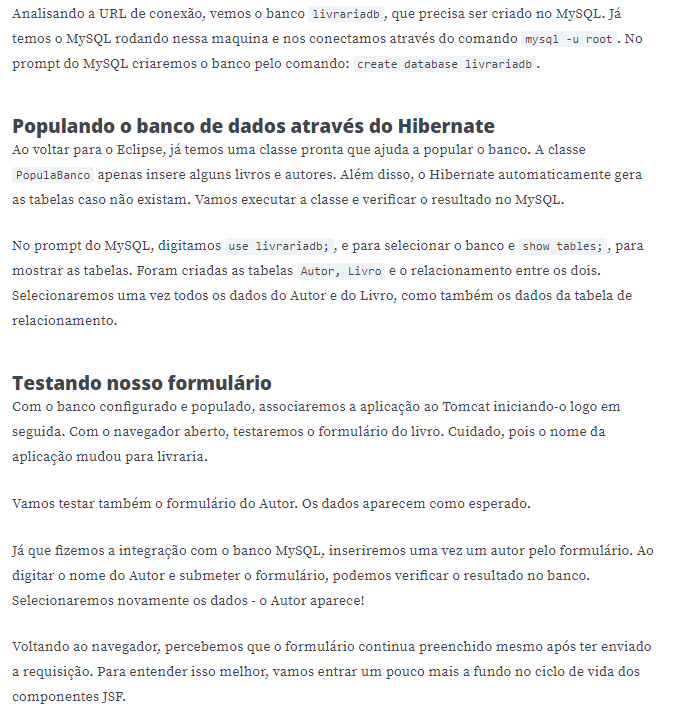 Analisando a URL de conexão, vemos o banco livrariadb, que precisa ser criado no MySQL. Já
temos o MySQL rodando nessa maquina e nos conectamos através do comando mysql -u root. No
prompt do MySQL criaremos o banco pelo comando: create database livrariadb.
Populando o banco de dados através do Hibernate
Ao voltar para o Eclipse, já temos uma classe pronta que ajuda a popular o banco. A classe
PopulaBanco apenas insere alguns livros e autores. Além disso, o Hibernate automaticamente gera
as tabelas caso não existam. Vamos executar a classe e verificar o resultado no MySQL.
No prompt do MySQL, digitamos use livrariadb;, e para selecionar o banco e show tables;, para
mostrar as tabelas. Foram criadas as tabelas Autor, Livro e o relacionamento entre os dois.
Selecionaremos uma vez todos os dados do Autor e do Livro, como também os dados da tabela de
relacionamento.
Testando nosso formulário
Com o banco configurado e populado, associaremos a aplicação ao Tomcat iniciando-o logo em
seguida. Com o navegador aberto, testaremos o formulário do livro. Cuidado, pois o nome da
aplicação mudou para livraria.
Vamos testar também o formulário do Autor. Os dados aparecem como esperado.
Já que fizemos a integração com o banco MySQL, inseriremos uma vez um autor pelo formulário. Ao
digitar o nome do Autor e submeter o formulário, podemos verificar o resultado no banco.
Selecionaremos novamente os dados - o Autor aparece!
Voltando ao navegador, percebemos que o formulário continua preenchido mesmo após ter enviado
a requisição. Para entender isso melhor, vamos entrar um pouco mais a fundo no ciclo de vida dos
componentes JSF.